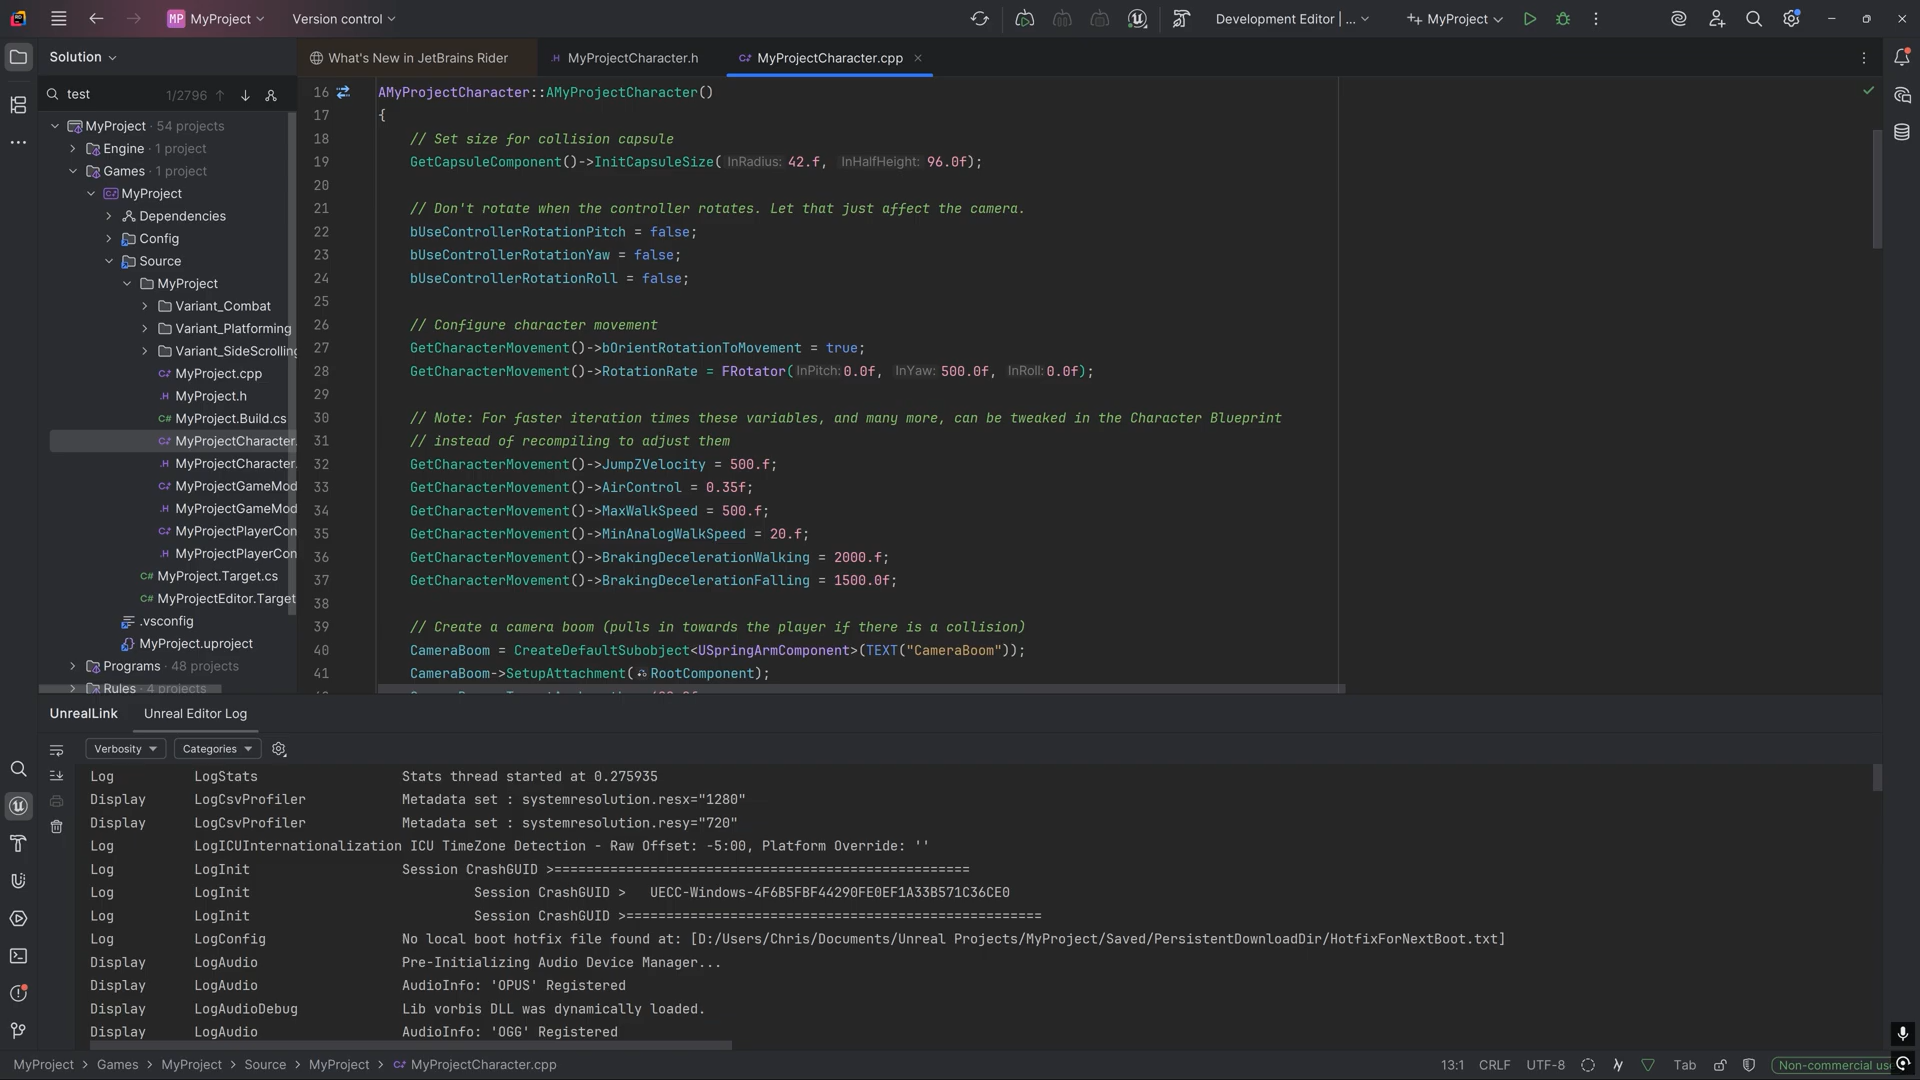 MP MyProject
Version control
Development Editor | ...
MyProject
Solution
What's New in JetBrains Rider
MyProjectCharacter.h
MyProjectCharacter.cpp
test
1/2796
MyProject · 54 projects
Engine · 1 project
Games · 1 project
MyProject
Dependencies
Config
Source
MyProject
Variant_Combat
Variant_Platforming
Variant_SideScrolling
MyProject.cpp
MyProject.h
MyProject.Build.cs
MyProjectCharacter.
MyProjectCharacter.
MyProjectGameMod
MyProjectGameMod
MyProjectPlayerCon
MyProjectPlayerCon
C# MyProject.Target.cs
C# MyProjectEditor.Target
.vsconfig
MyProject.uproject
Programs · 48 projects
Rules · 4 projects
16 AMyProjectCharacter::AMyProjectCharacter()
17 {
18 // Set size for collision capsule
19 GetCapsuleComponent()->InitCapsuleSize( InRadius: 42.f, InHalfHeight: 96.0f);
20
21 // Don't rotate when the controller rotates. Let that just affect the camera.
22 bUseControllerRotationPitch = false;
23 bUseControllerRotationYaw = false;
24 bUseControllerRotationRoll = false;
25
26 // Configure character movement
27 GetCharacterMovement()->bOrientRotationToMovement = true;
28 GetCharacterMovement()->RotationRate = FRotator( InPitch: 0.0f, InYaw: 500.0f, InRoll: 0.0f);
29
30 // Note: For faster iteration times these variables, and many more, can be tweaked in the Character Blueprint
31 // instead of recompiling to adjust them
32 GetCharacterMovement()->JumpZVelocity = 500.f;
33 GetCharacterMovement()->AirControl = 0.35f;
34 GetCharacterMovement()->MaxWalkSpeed = 500.f;
35 GetCharacterMovement()->MinAnalogWalkSpeed = 20.f;
36 GetCharacterMovement()->BrakingDecelerationWalking = 2000.f;
37 GetCharacterMovement()->BrakingDecelerationFalling = 1500.0f;
38
39 // Create a camera boom (pulls in towards the player if there is a collision)
40 CameraBoom = CreateDefaultSubobject<USpringArmComponent>(TEXT("CameraBoom"));
41 CameraBoom->SetupAttachment( RootComponent);
UnrealLink
Unreal Editor Log
Verbosity
Categories
Log LogStats Stats thread started at 0.275935
Display LogCsvProfiler Metadata set : systemresolution.resx="1280"
Display LogCsvProfiler Metadata set : systemresolution.resy="720"
Log LogICUInternationalization ICU TimeZone Detection - Raw Offset: -5:00, Platform Override: ''
Log LogInit Session CrashGUID >====================================================
Log LogInit Session CrashGUID > UECC-Windows-4F6B5FBF44290FE0EF1A33B571C36CE0
Log LogInit Session CrashGUID >====================================================
Log LogConfig No local boot hotfix file found at: [D:/Users/Chris/Documents/Unreal Projects/MyProject/Saved/PersistentDownloadDir/HotfixForNextBoot.txt]
Display LogAudio Pre-Initializing Audio Device Manager...
Display LogAudio AudioInfo: 'OPUS' Registered
Display LogAudioDebug Lib vorbis DLL was dynamically loaded.
Display LogAudio AudioInfo: 'OGG' Registered
MyProject > Games > MyProject > Source > MyProject > MyProjectCharacter.cpp
13:1 CRLF UTF-8 Tab Non-commercial use